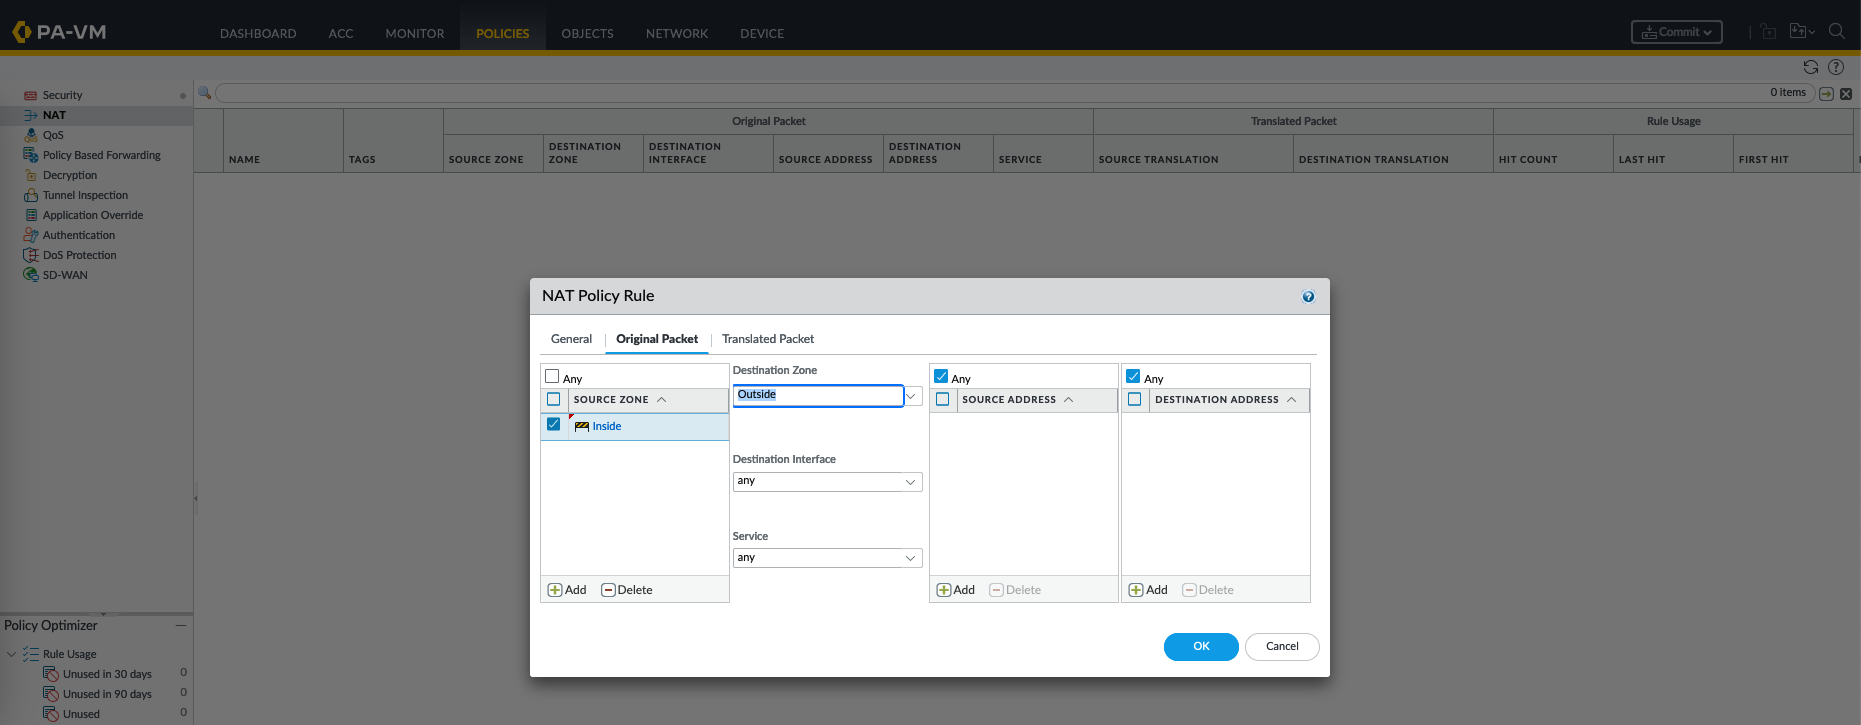 PA-VM
DASHBOARD ACC MONITOR POLICIES OBJECTS NETWORK DEVICE
Commit
Security
NAT
QoS
Policy Based Forwarding
Decryption
Tunnel Inspection
Application Override
Authentication
DoS Protection
SD-WAN
0 items
Original Packet Translated Packet Rule Usage
NAME TAGS SOURCE ZONE DESTINATION ZONE DESTINATION INTERFACE SOURCE ADDRESS DESTINATION ADDRESS SERVICE SOURCE TRANSLATION DESTINATION TRANSLATION HIT COUNT LAST HIT FIRST HIT
NAT Policy Rule
General Original Packet Translated Packet
Any
SOURCE ZONE
Inside
Add Delete
Destination Zone
Outside
Destination Interface
any
Service
any
Any
SOURCE ADDRESS
Add Delete
Any
DESTINATION ADDRESS
Add Delete
OK Cancel
Policy Optimizer
Rule Usage
Unused in 30 days 0
Unused in 90 days 0
Unused 0